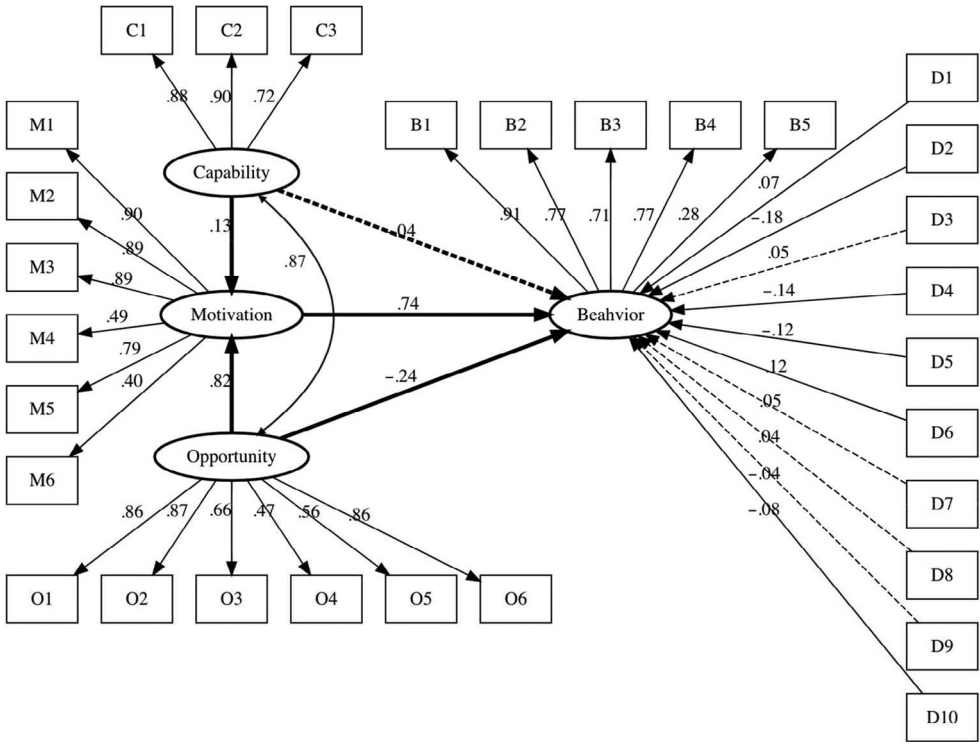 C1
C2
C3
.88
.90
.72
Capability
M1
M2
M3
M4
M5
M6
.90
.89
.89
.49
.79
.40
.13
Motivation
.82
Opportunity
.87
.04
.74
−.24
.86
.87
.66
.47
.56
.86
O1
O2
O3
O4
O5
O6
B1
B2
B3
B4
B5
.91
.77
.71
.77
.28
Beahvior
.07
−.18
.05
−.14
−.12
.12
.05
.04
−.04
−.08
D1
D2
D3
D4
D5
D6
D7
D8
D9
D10